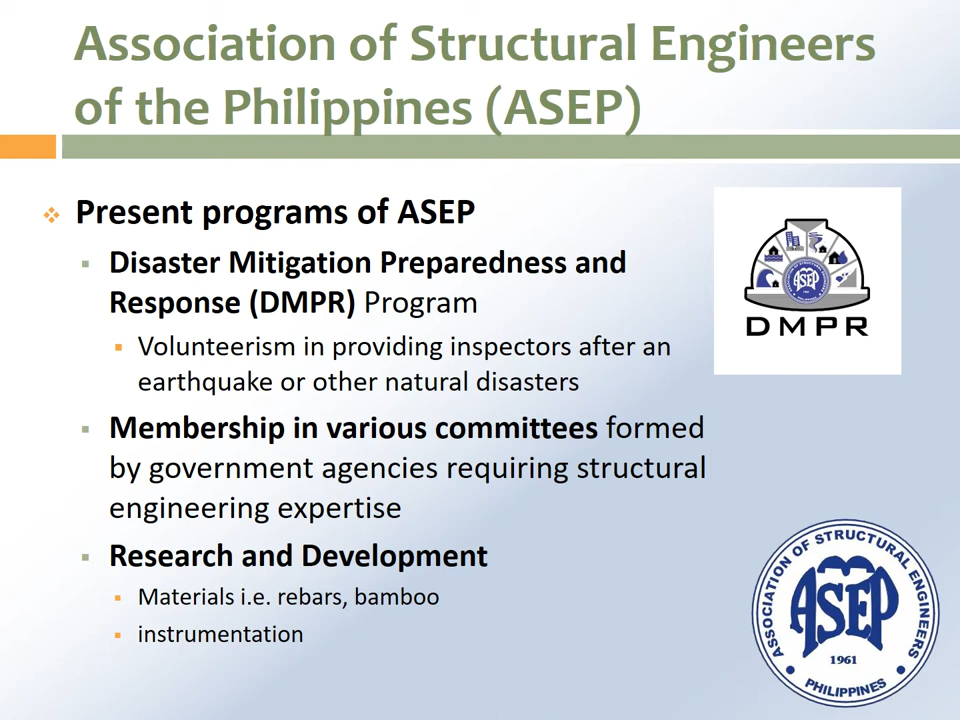 Association of Structural Engineers
of the Philippines (ASEP)
Present programs of ASEP
Disaster Mitigation Preparedness and
Response (DMPR) Program
Volunteerism in providing inspectors after an
earthquake or other natural disasters
Membership in various committees formed
by government agencies requiring structural
engineering expertise
Research and Development
Materials i.e. rebars, bamboo
instrumentation
ASEP
DMPR
ASSOCIATION OF STRUCTURAL ENGINEERS
ASEP
1961
PHILIPPINES